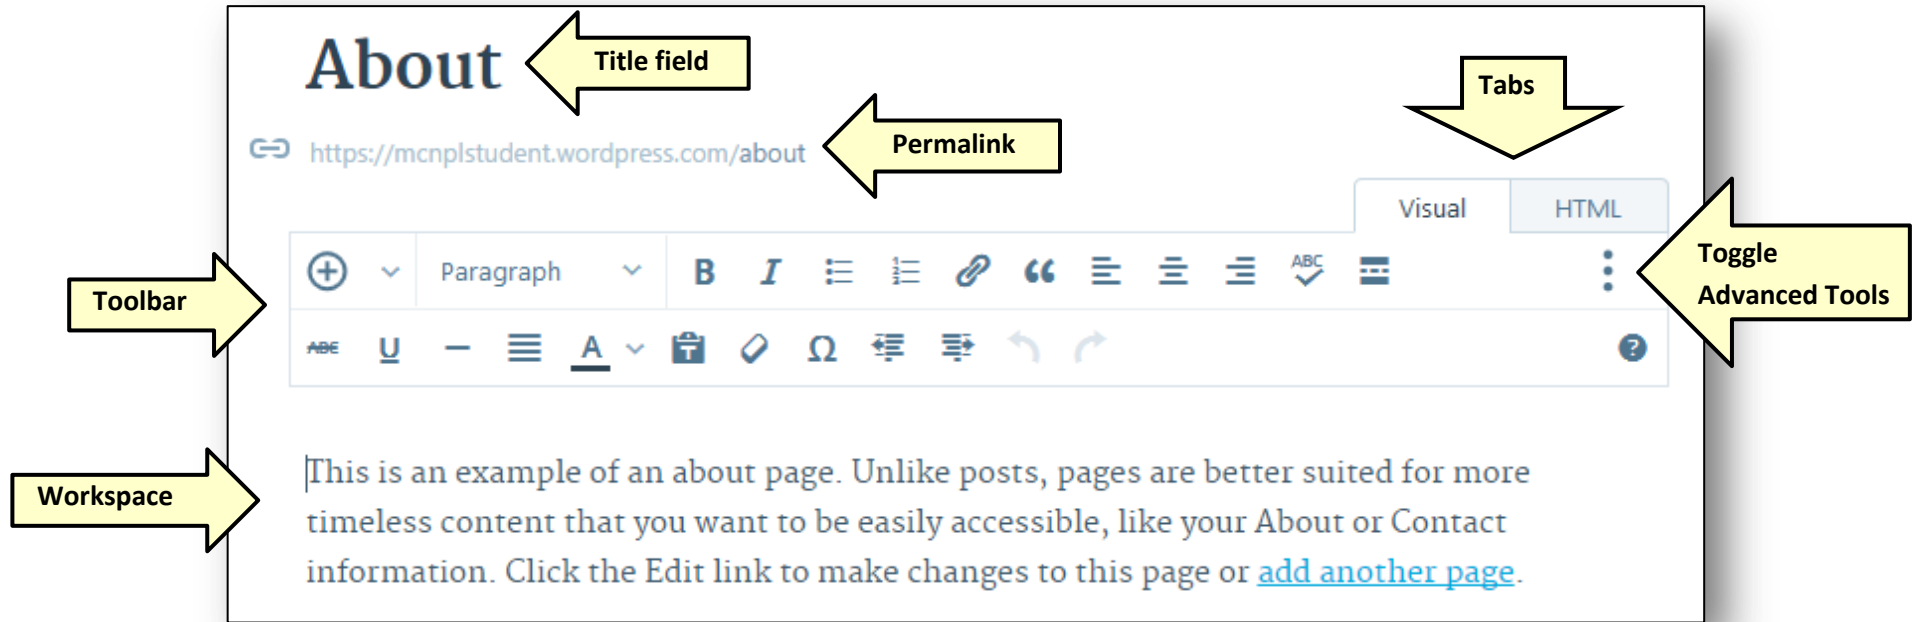 About
Title field
Tabs
https://mcnplstudent.wordpress.com/about
Permalink
Visual HTML
Toggle
Advanced Tools
Toolbar
Paragraph B I ABC
ABE U A T Ω ?
Workspace
This is an example of an about page. Unlike posts, pages are better suited for more
timeless content that you want to be easily accessible, like your About or Contact
information. Click the Edit link to make changes to this page or add another page.